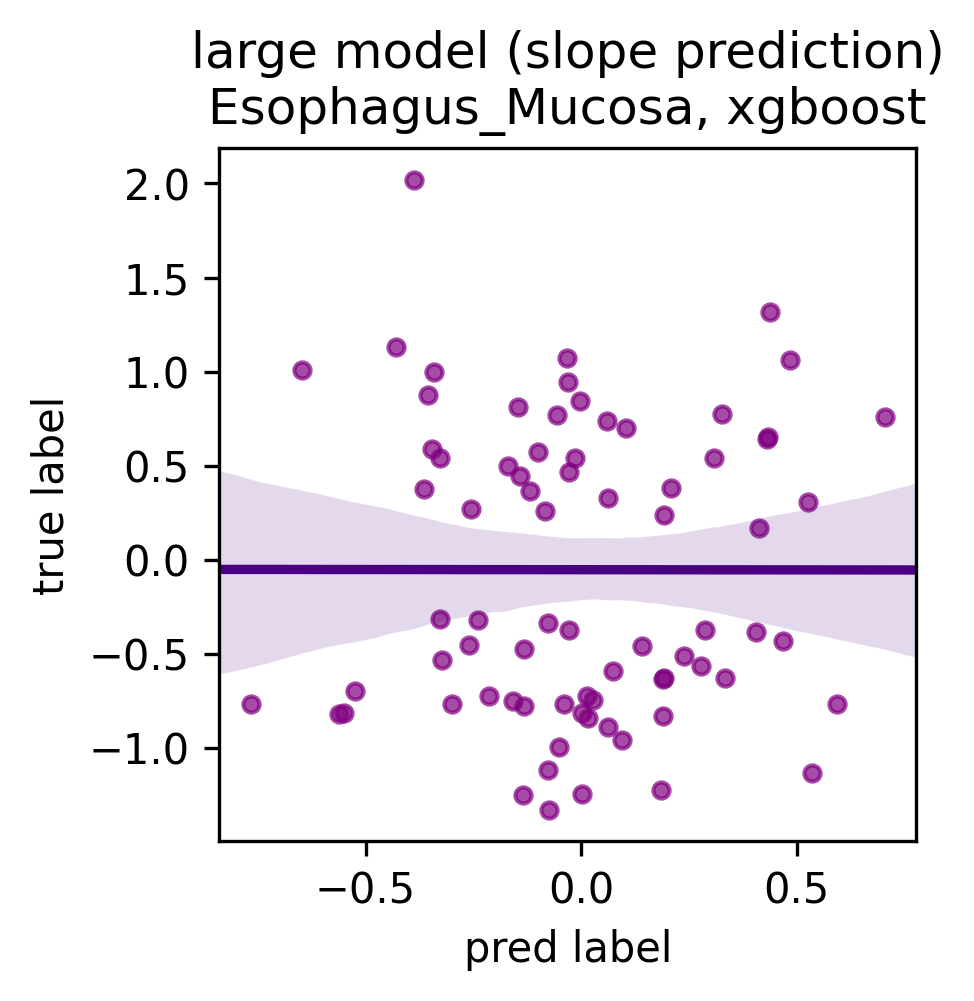 large model (slope prediction)
Esophagus_Mucosa, xgboost
2.0
1.5
1.0
0.5
0.0
−0.5
−1.0
true label
−0.5
0.0
0.5
pred label